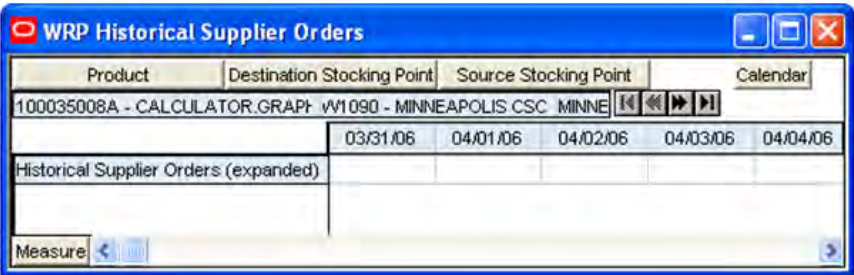 WRP Historical Supplier Orders
Product Destination Stocking Point Source Stocking Point Calendar
100035008A - CALCULATOR.GRAPH W1090 - MINNEAPOLIS CSC MINNE
03/31/06 04/01/06 04/02/06 04/03/06 04/04/06
Historical Supplier Orders (expanded)
Measure